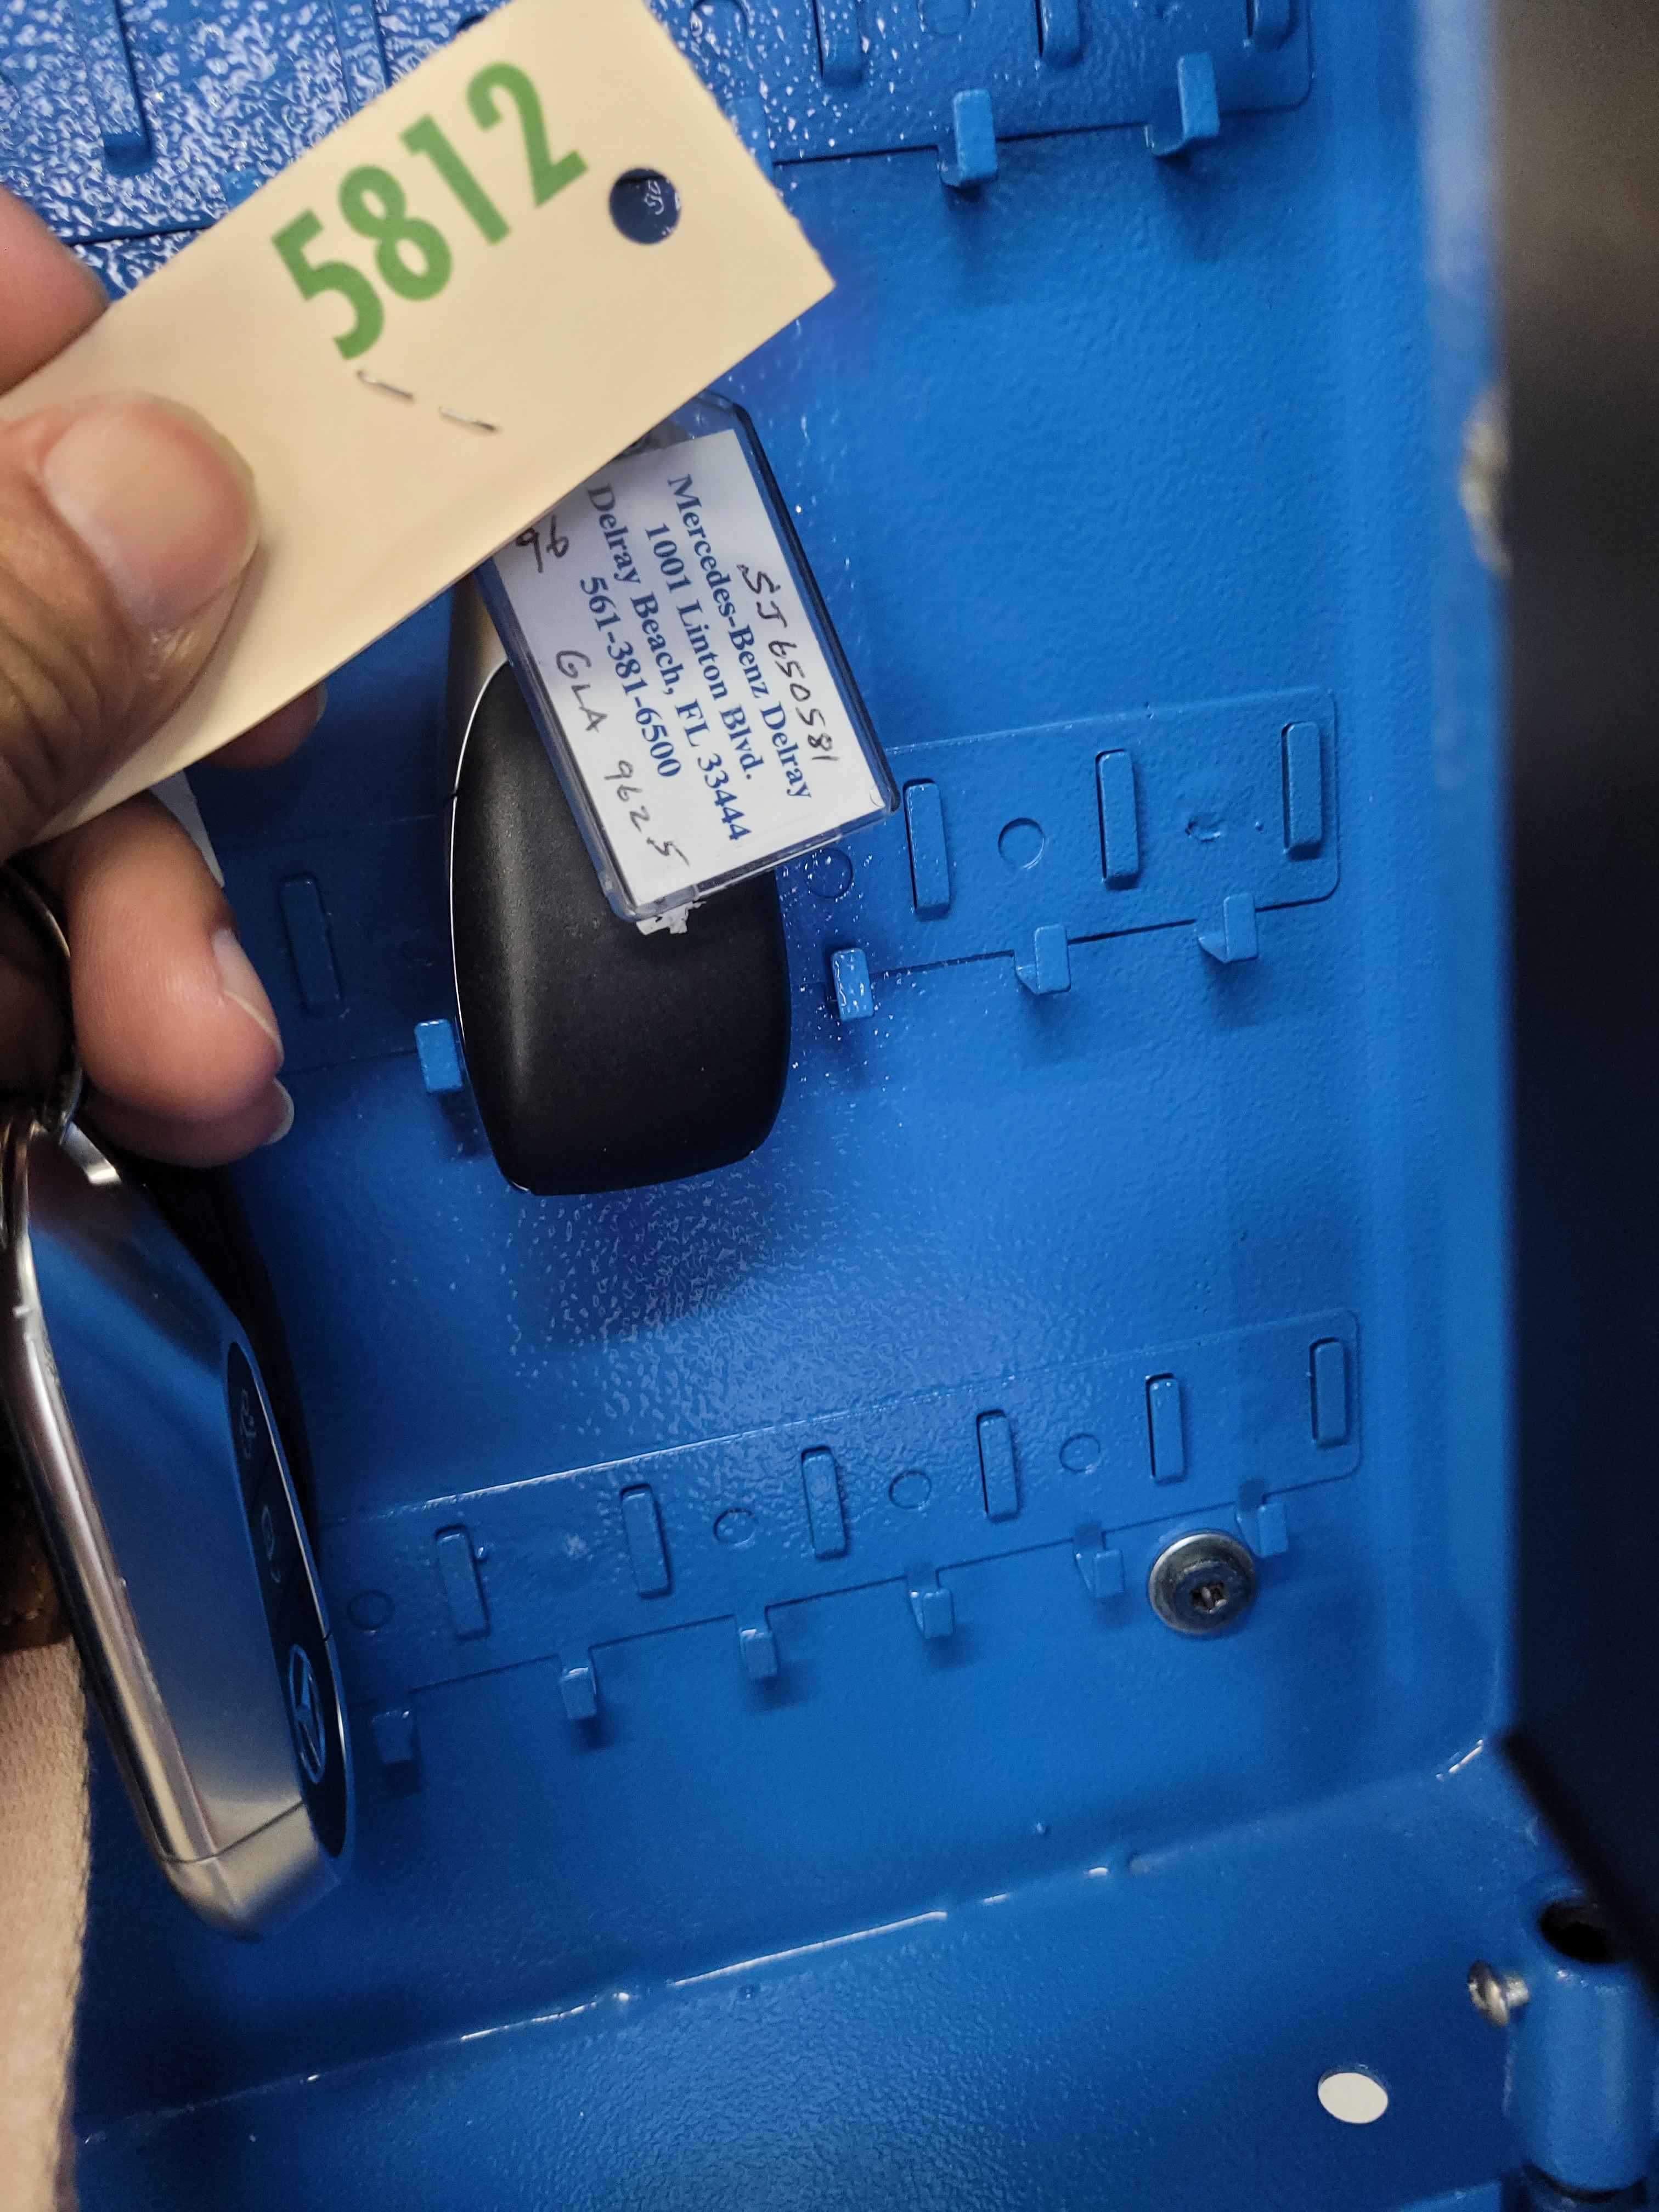 5812
SJ650581
Mercedes-Benz Delray
1001 Linton Blvd.
Delray Beach, FL 33444
561-381-6500
GLA 9625